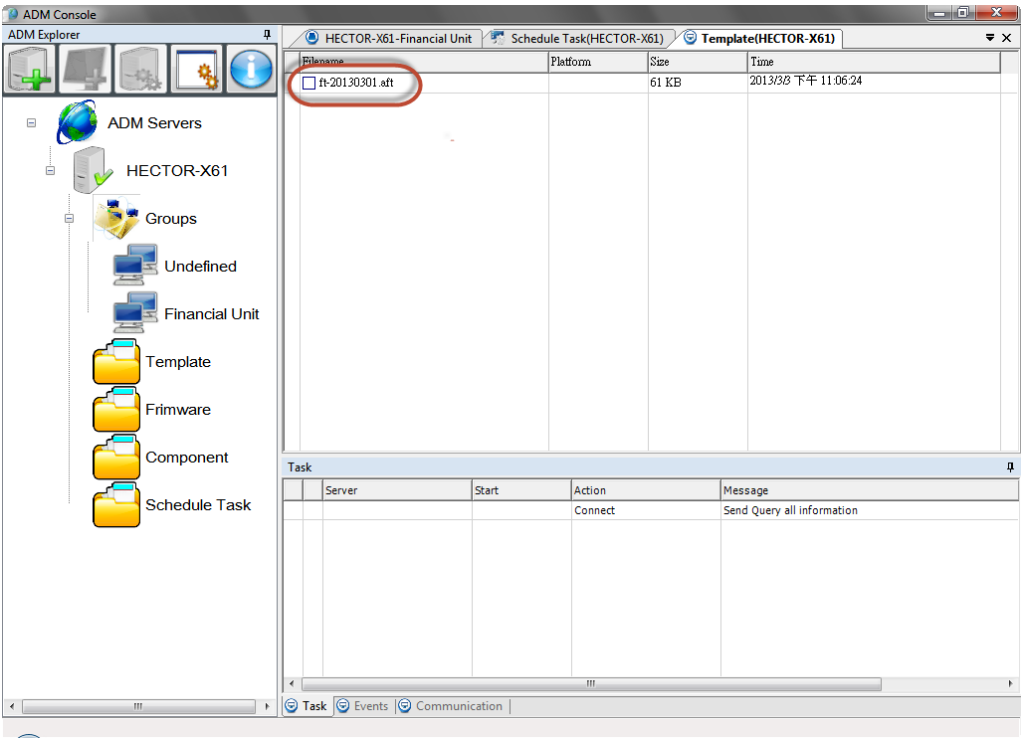 ADM Console
ADM Explorer
HECTOR-X61-Financial Unit
Schedule Task(HECTOR-X61)
Template(HECTOR-X61)
Filename Platform Size Time
ft-20130301.aft 61 KB 2013/3/3 下午 11:06:24
ADM Servers
HECTOR-X61
Groups
Undefined
Financial Unit
Template
Frimware
Component
Schedule Task
Task
Server Start Action Message
Connect Send Query all information
Task Events Communication